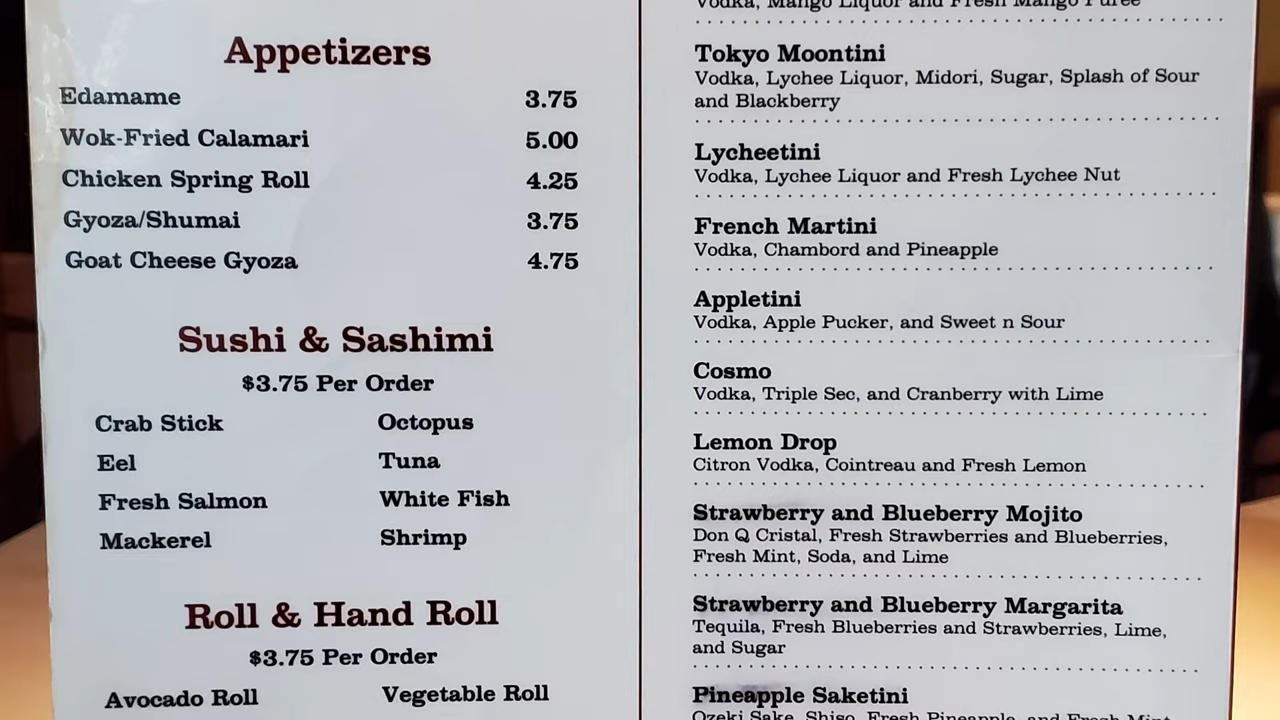 Appetizers
Edamame 3.75
Wok-Fried Calamari 5.00
Chicken Spring Roll 4.25
Gyoza/Shumai 3.75
Goat Cheese Gyoza 4.75
Sushi & Sashimi
$3.75 Per Order
Crab Stick Octopus
Eel Tuna
Fresh Salmon White Fish
Mackerel Shrimp
Roll & Hand Roll
$3.75 Per Order
Avocado Roll Vegetable Roll
Vodka, Mango Liquor and Fresh Mango Puree
Tokyo Moontini
Vodka, Lychee Liquor, Midori, Sugar, Splash of Sour
and Blackberry
Lycheetini
Vodka, Lychee Liquor and Fresh Lychee Nut
French Martini
Vodka, Chambord and Pineapple
Appletini
Vodka, Apple Pucker, and Sweet n Sour
Cosmo
Vodka, Triple Sec, and Cranberry with Lime
Lemon Drop
Citron Vodka, Cointreau and Fresh Lemon
Strawberry and Blueberry Mojito
Don Q Cristal, Fresh Strawberries and Blueberries,
Fresh Mint, Soda, and Lime
Strawberry and Blueberry Margarita
Tequila, Fresh Blueberries and Strawberries, Lime,
and Sugar
Pineapple Saketini
Ozeki Sake, Shiso, Fresh Pineapple, and Fresh Mint